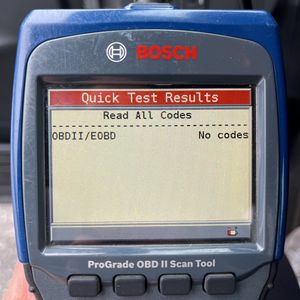 BOSCH
Quick Test Results
Read All Codes
OBDII/EOBD No codes
ProGrade OBD II Scan Tool